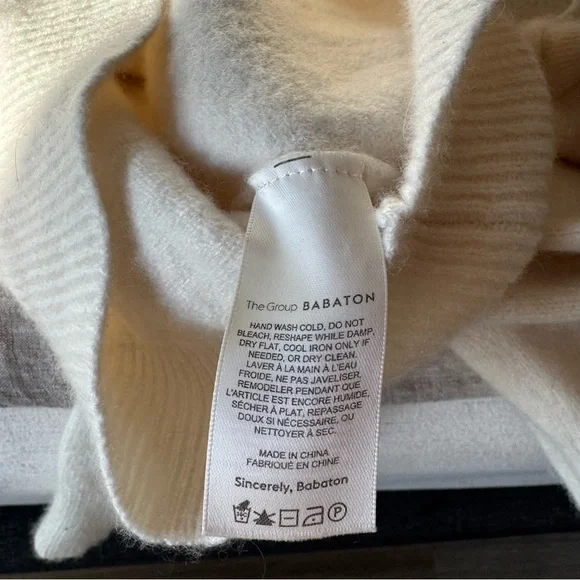 The Group BABATON
HAND WASH COLD, DO NOT
BLEACH, RESHAPE WHILE DAMP,
DRY FLAT, COOL IRON ONLY IF
NEEDED, OR DRY CLEAN.
LAVER À LA MAIN À L'EAU
FROIDE, NE PAS JAVELISER,
REMODELER PENDANT QUE
L'ARTICLE EST ENCORE HUMIDE,
SÉCHER À PLAT, REPASSAGE
DOUX SI NÉCESSAIRE, OU
NETTOYER À SEC.
MADE IN CHINA
FABRIQUÉ EN CHINE
Sincerely, Babaton